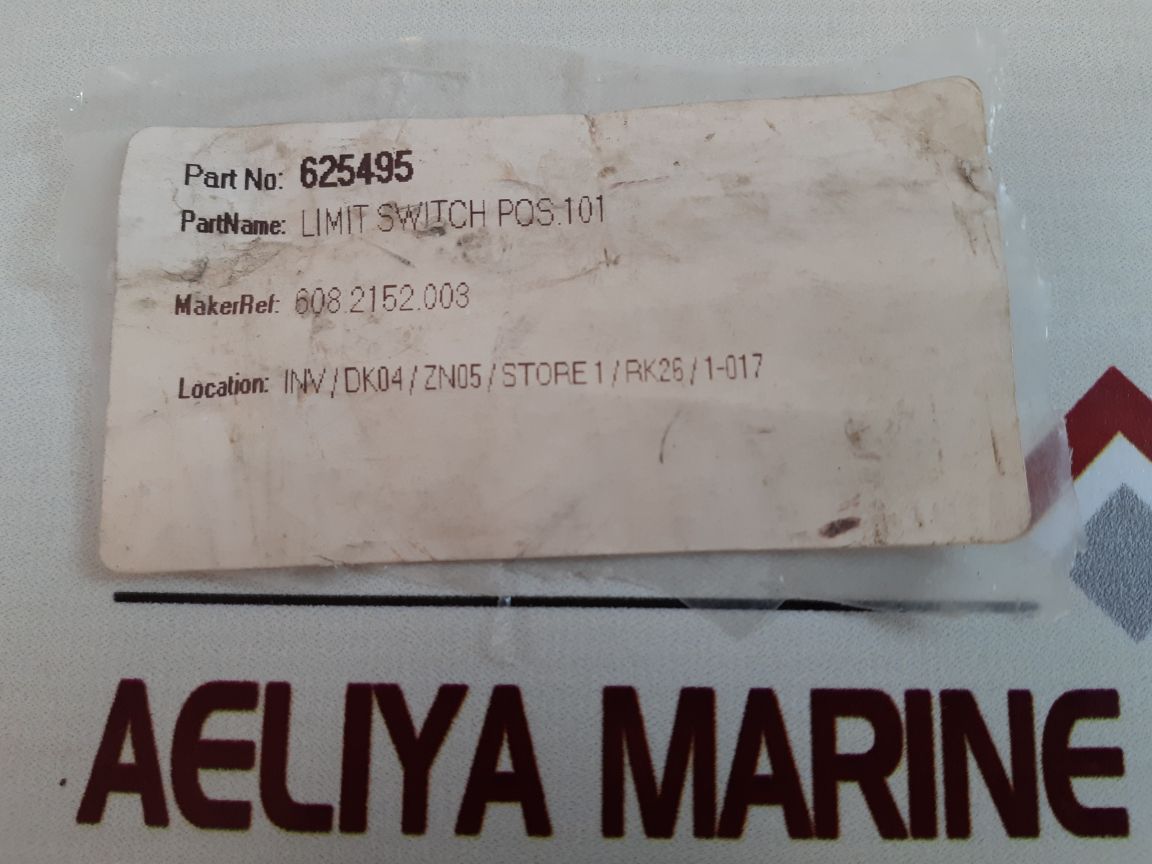 Part No: 625495
PartName: LIMIT SWITCH POS.101
MakerRef: 608.2152.003
Location: INV / DK04 / ZN05 / STORE 1 / RK26 / 1-017
AELIYA MARINE